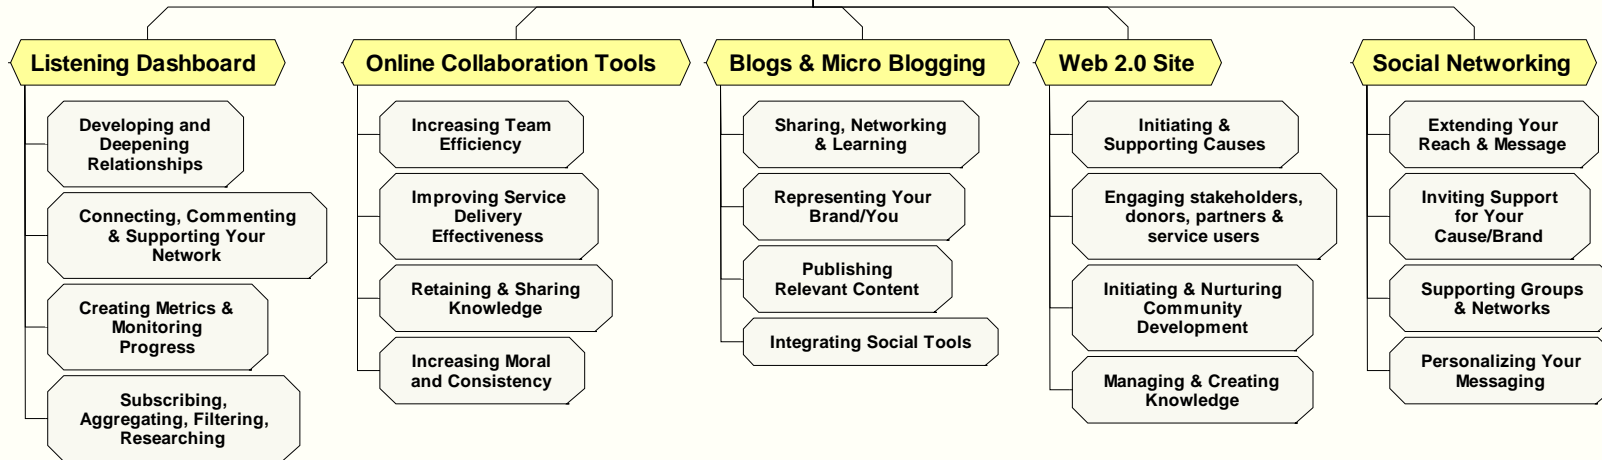 Listening Dashboard
Developing and
Deepening
Relationships
Connecting, Commenting
& Supporting Your
Network
Creating Metrics &
Monitoring
Progress
Subscribing,
Aggregating, Filtering,
Researching
Online Collaboration Tools
Increasing Team
Efficiency
Improving Service
Delivery
Effectiveness
Retaining & Sharing
Knowledge
Increasing Moral
and Consistency
Blogs & Micro Blogging
Sharing, Networking
& Learning
Representing Your
Brand/You
Publishing
Relevant Content
Integrating Social Tools
Web 2.0 Site
Initiating &
Supporting Causes
Engaging stakeholders,
donors, partners &
service users
Initiating & Nurturing
Community
Development
Managing & Creating
Knowledge
Social Networking
Extending Your
Reach & Message
Inviting Support
for Your
Cause/Brand
Supporting Groups
& Networks
Personalizing Your
Messaging